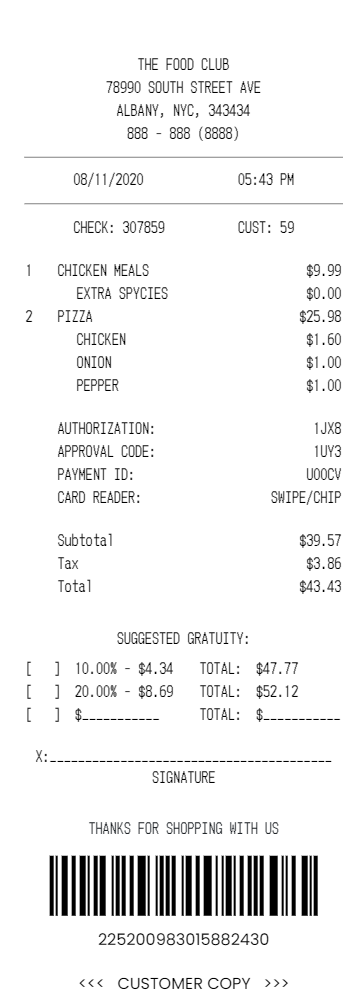 THE FOOD CLUB
78990 SOUTH STREET AVE
ALBANY, NYC, 343434
888 - 888 (8888)
08/11/2020 05:43 PM
CHECK: 307859 CUST: 59
1 CHICKEN MEALS $9.99
EXTRA SPYCIES $0.00
2 PIZZA $25.98
CHICKEN $1.60
ONION $1.00
PEPPER $1.00
AUTHORIZATION: 1JX8
APPROVAL CODE: 1UY3
PAYMENT ID: UOOCV
CARD READER: SWIPE/CHIP
Subtotal $39.57
Tax $3.86
Total $43.43
SUGGESTED GRATUITY:
[ ] 10.00% - $4.34 TOTAL: $47.77
[ ] 20.00% - $8.69 TOTAL: $52.12
[ ] $___________ TOTAL: $___________
X:________________________________________
SIGNATURE
THANKS FOR SHOPPING WITH US
225200983015882430
<<< CUSTOMER COPY >>>